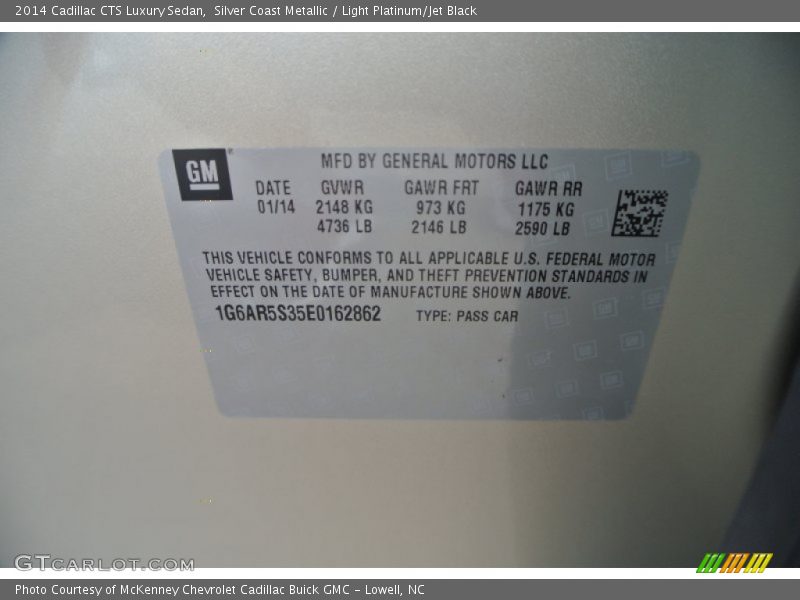 2014 Cadillac CTS Luxury Sedan,  Silver Coast Metallic / Light Platinum/Jet Black
GM
MFD BY GENERAL MOTORS LLC
DATE GVWR GAWR FRT GAWR RR
01/14 2148 KG 973 KG 1175 KG
4736 LB 2146 LB 2590 LB
THIS VEHICLE CONFORMS TO ALL APPLICABLE U.S. FEDERAL MOTOR
VEHICLE SAFETY, BUMPER, AND THEFT PREVENTION STANDARDS IN
EFFECT ON THE DATE OF MANUFACTURE SHOWN ABOVE.
1G6AR5S35E0162862 TYPE: PASS CAR
GTCARLOT.COM
Photo Courtesy of McKenney Chevrolet Cadillac Buick GMC - Lowell, NC